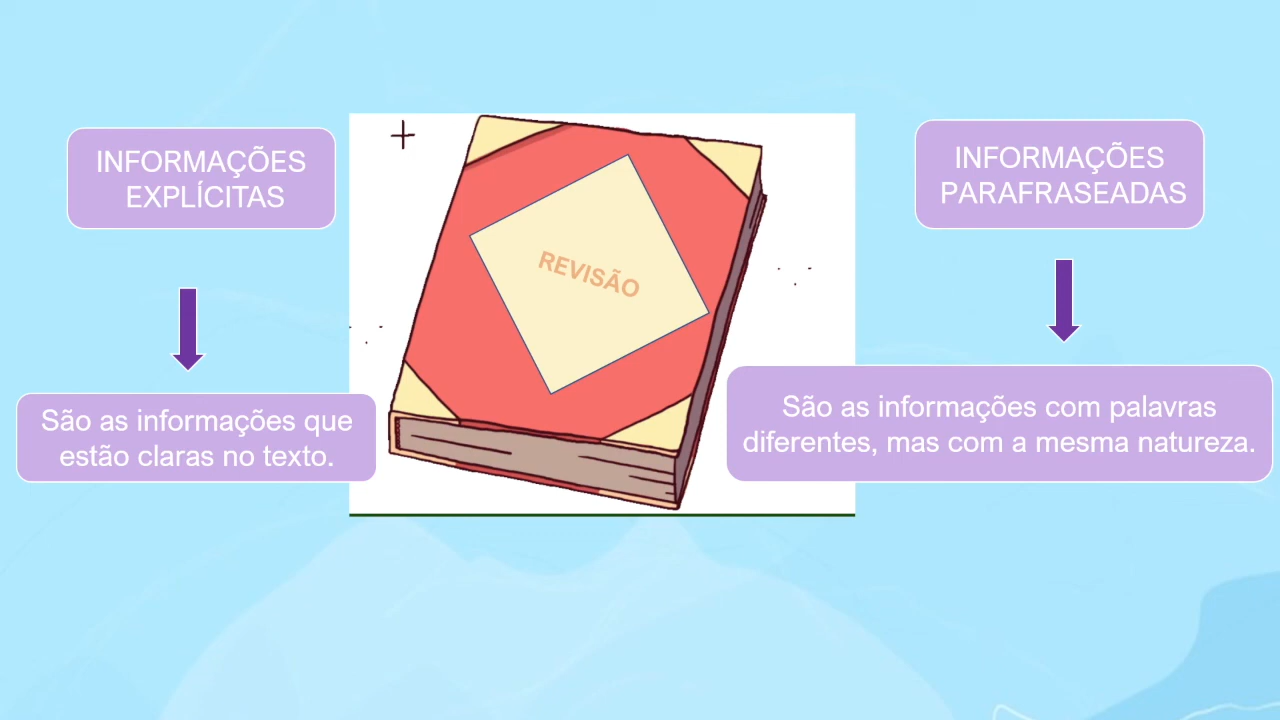 INFORMAÇÕES
EXPLÍCITAS
São as informações que
estão claras no texto.
REVISÃO
INFORMAÇÕES
PARAFRASEADAS
São as informações com palavras
diferentes, mas com a mesma natureza.